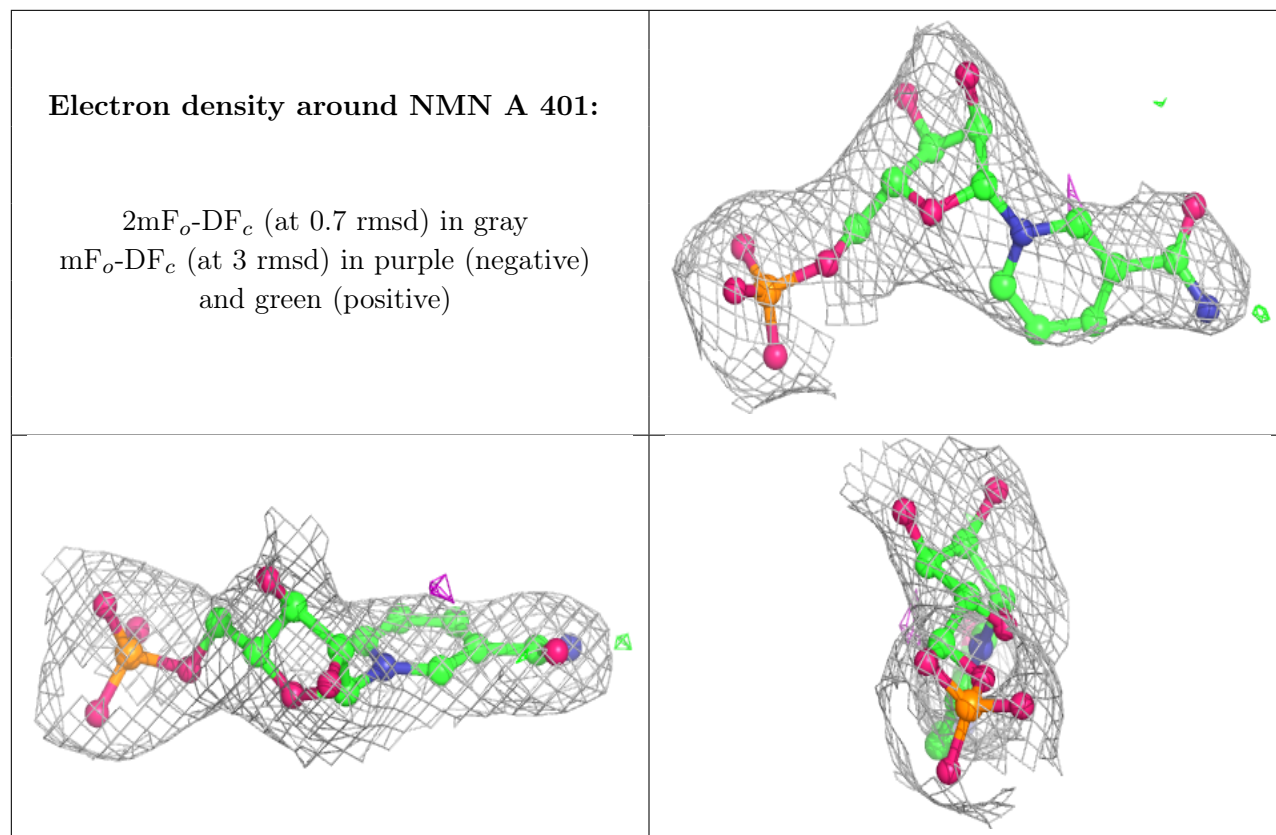 Electron density around NMN A 401:
2mFo-DFc (at 0.7 rmsd) in gray
mFo-DFc (at 3 rmsd) in purple (negative)
and green (positive)